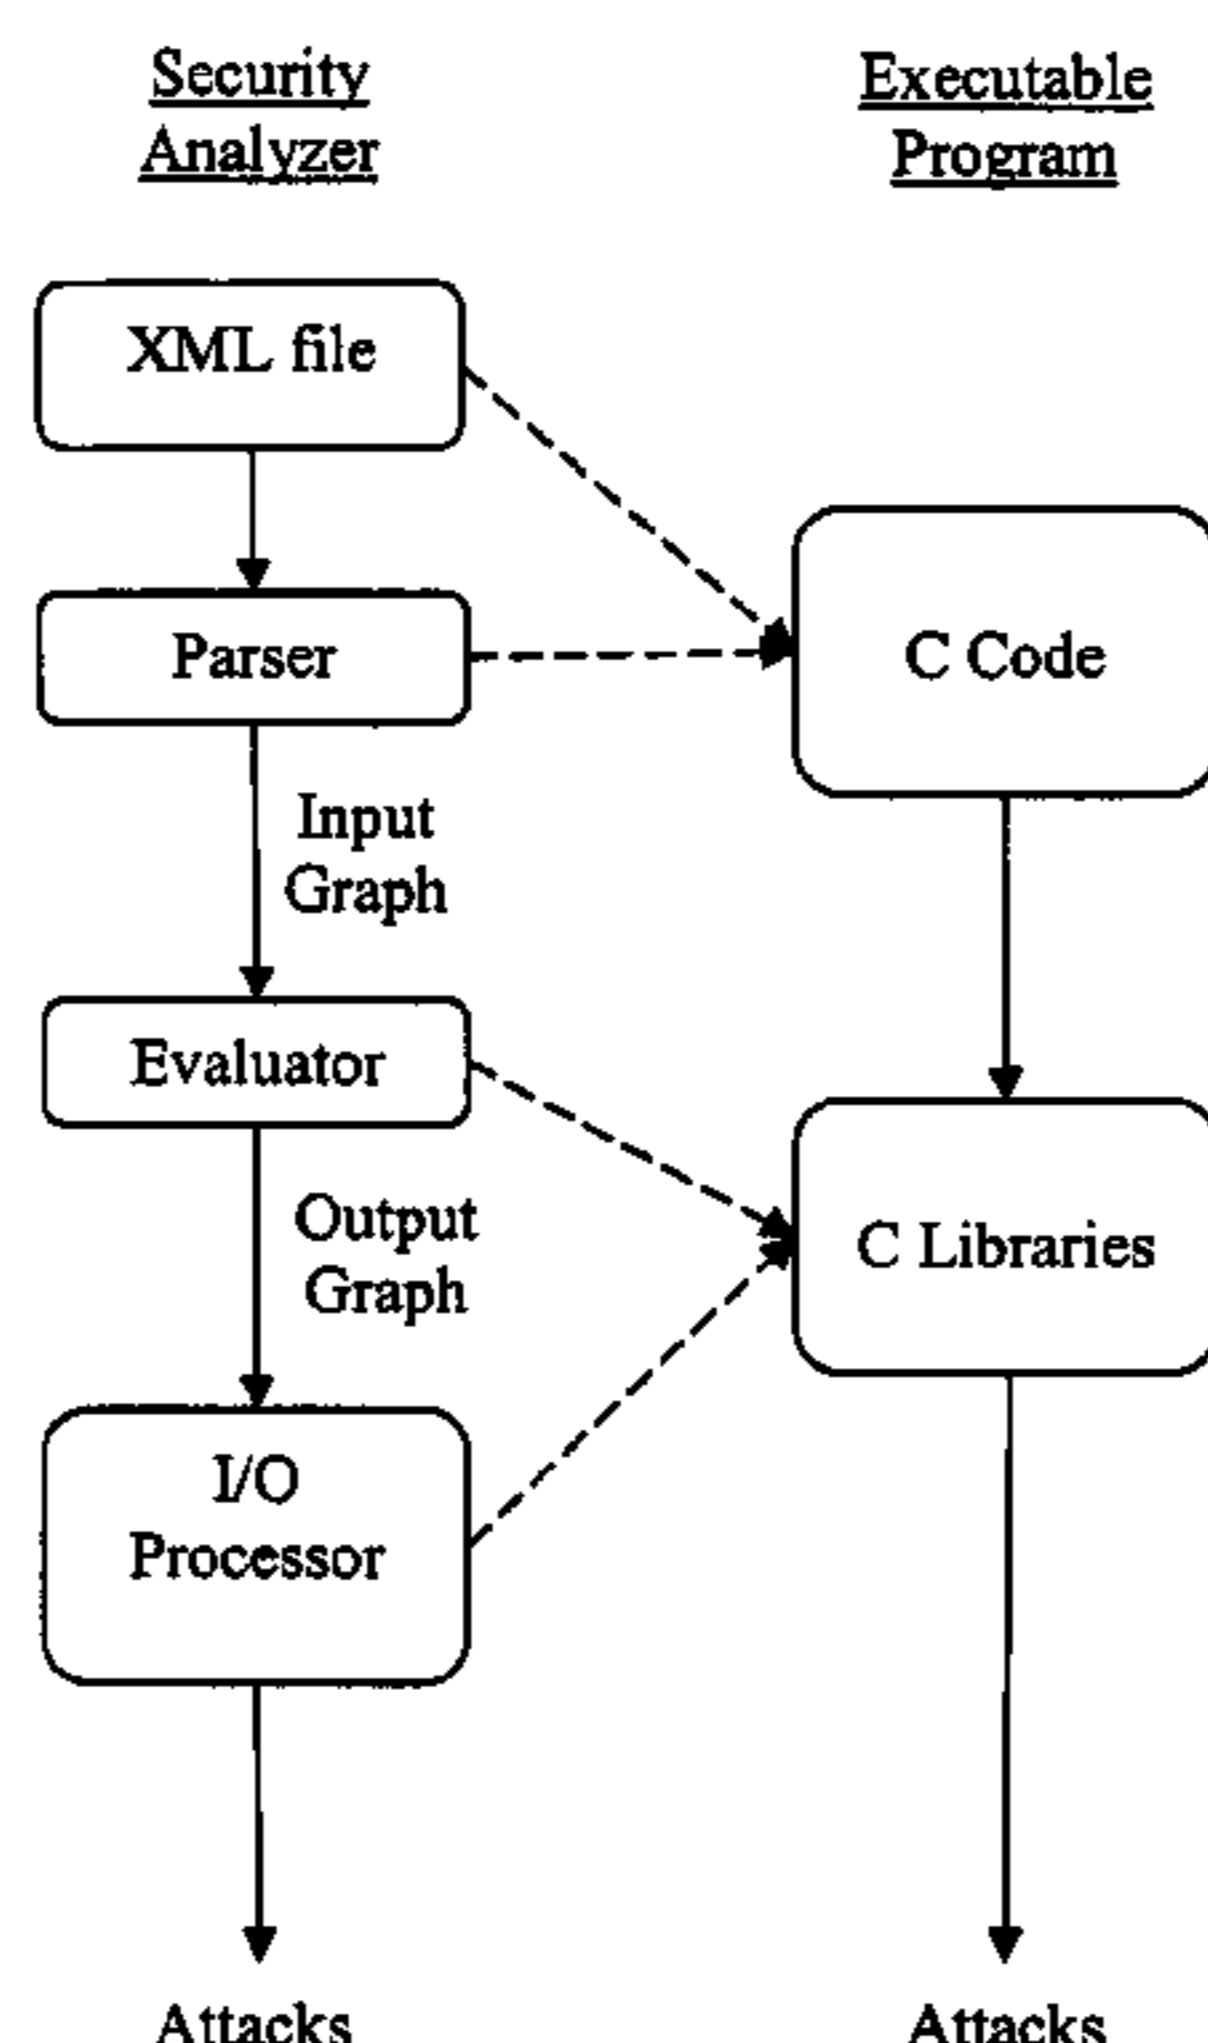 Security
Analyzer
Executable
Program
XML file
Parser
C Code
Input
Graph
Evaluator
Output
Graph
C Libraries
I/O
Processor
Attacks
Attacks